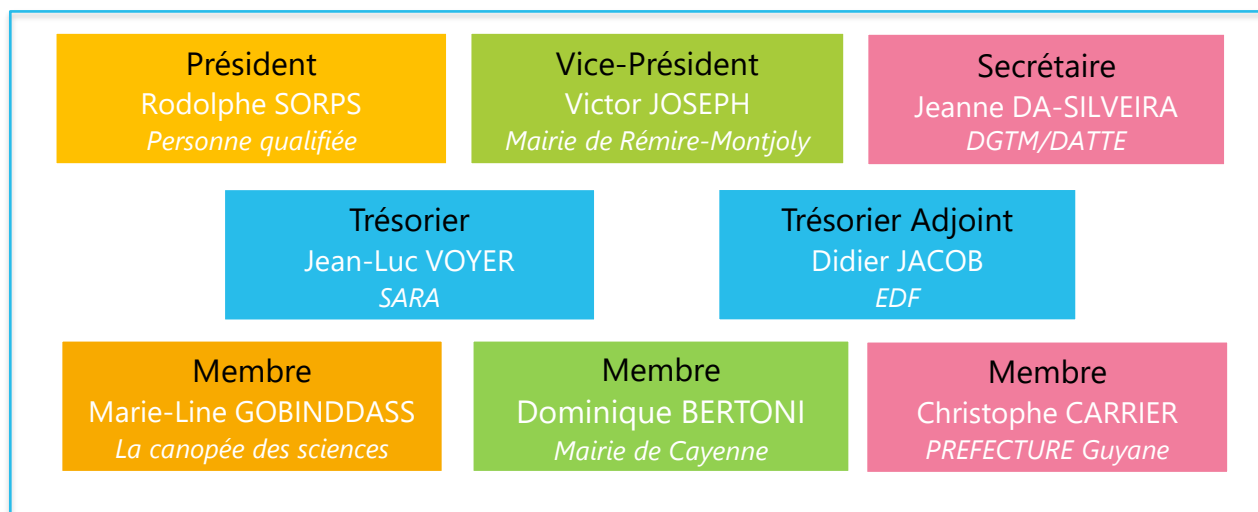 Président
Rodolphe SORPS
Personne qualifiée
Vice-Président
Victor JOSEPH
Mairie de Rémire-Montjoly
Secrétaire
Jeanne DA-SILVEIRA
DGTM/DATTE
Trésorier
Jean-Luc VOYER
SARA
Trésorier Adjoint
Didier JACOB
EDF
Membre
Marie-Line GOBINDDASS
La canopée des sciences
Membre
Dominique BERTONI
Mairie de Cayenne
Membre
Christophe CARRIER
PREFECTURE Guyane